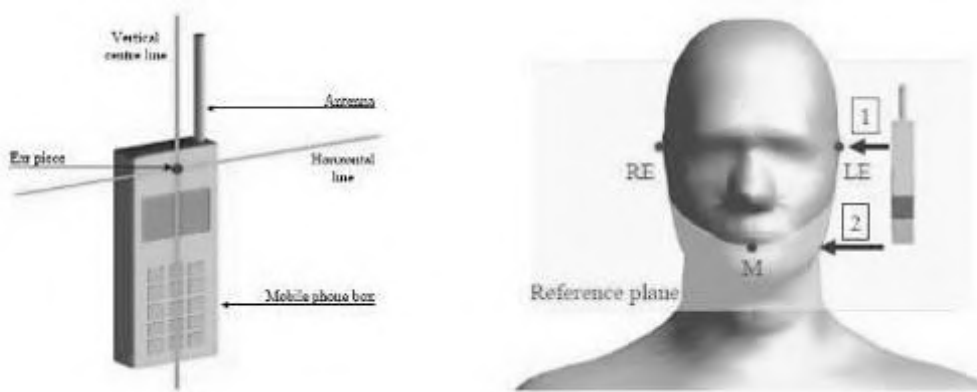 Vertical
centre line
Antenna
Ear piece
Horizontal
line
Mobile phone box
1
RE
LE
2
M
Reference plane